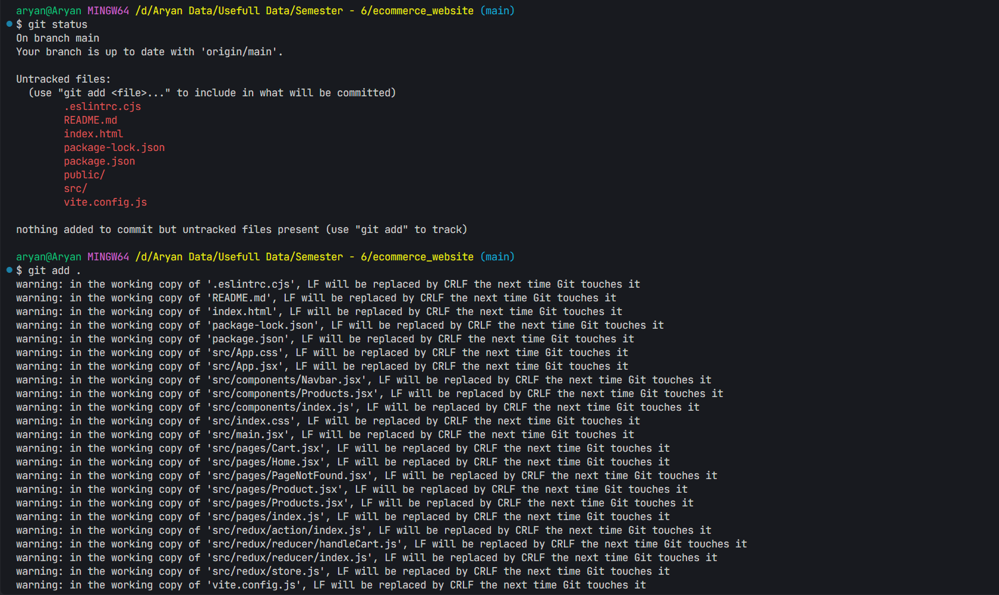 aryan@Aryan MINGW64 /d/Aryan Data/Usefull Data/Semester - 6/ecommerce_website (main)
$ git status
On branch main
Your branch is up to date with 'origin/main'.
Untracked files:
(use "git add <file>..." to include in what will be committed)
.eslintrc.cjs
README.md
index.html
package-lock.json
package.json
public/
src/
vite.config.js
nothing added to commit but untracked files present (use "git add" to track)
aryan@Aryan MINGW64 /d/Aryan Data/Usefull Data/Semester - 6/ecommerce_website (main)
$ git add .
warning: in the working copy of '.eslintrc.cjs', LF will be replaced by CRLF the next time Git touches it
warning: in the working copy of 'README.md', LF will be replaced by CRLF the next time Git touches it
warning: in the working copy of 'index.html', LF will be replaced by CRLF the next time Git touches it
warning: in the working copy of 'package-lock.json', LF will be replaced by CRLF the next time Git touches it
warning: in the working copy of 'package.json', LF will be replaced by CRLF the next time Git touches it
warning: in the working copy of 'src/App.css', LF will be replaced by CRLF the next time Git touches it
warning: in the working copy of 'src/App.jsx', LF will be replaced by CRLF the next time Git touches it
warning: in the working copy of 'src/components/Navbar.jsx', LF will be replaced by CRLF the next time Git touches it
warning: in the working copy of 'src/components/Products.jsx', LF will be replaced by CRLF the next time Git touches it
warning: in the working copy of 'src/components/index.js', LF will be replaced by CRLF the next time Git touches it
warning: in the working copy of 'src/index.css', LF will be replaced by CRLF the next time Git touches it
warning: in the working copy of 'src/main.jsx', LF will be replaced by CRLF the next time Git touches it
warning: in the working copy of 'src/pages/Cart.jsx', LF will be replaced by CRLF the next time Git touches it
warning: in the working copy of 'src/pages/Home.jsx', LF will be replaced by CRLF the next time Git touches it
warning: in the working copy of 'src/pages/PageNotFound.jsx', LF will be replaced by CRLF the next time Git touches it
warning: in the working copy of 'src/pages/Product.jsx', LF will be replaced by CRLF the next time Git touches it
warning: in the working copy of 'src/pages/Products.jsx', LF will be replaced by CRLF the next time Git touches it
warning: in the working copy of 'src/pages/index.js', LF will be replaced by CRLF the next time Git touches it
warning: in the working copy of 'src/redux/action/index.js', LF will be replaced by CRLF the next time Git touches it
warning: in the working copy of 'src/redux/reducer/handleCart.js', LF will be replaced by CRLF the next time Git touches it
warning: in the working copy of 'src/redux/reducer/index.js', LF will be replaced by CRLF the next time Git touches it
warning: in the working copy of 'src/redux/store.js', LF will be replaced by CRLF the next time Git touches it
warning: in the working copy of 'vite.config.js', LF will be replaced by CRLF the next time Git touches it